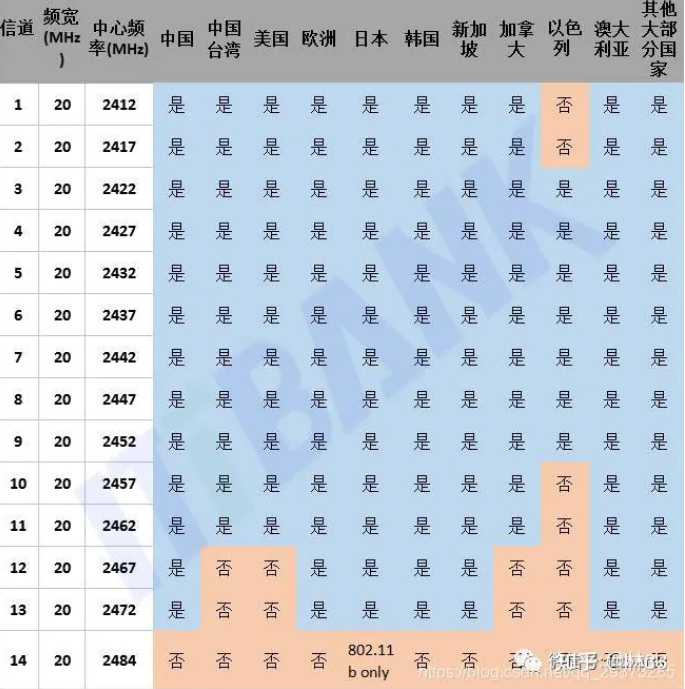 信道 频宽(MHz) 中心频率(MHz) 中国 中国台湾 美国 欧洲 日本 韩国 新加坡 加拿大 以色列 澳大利亚 其他大部分国家
1 20 2412 是 是 是 是 是 是 是 是 否 是 是
2 20 2417 是 是 是 是 是 是 是 是 否 是 是
3 20 2422 是 是 是 是 是 是 是 是 是 是 是
4 20 2427 是 是 是 是 是 是 是 是 是 是 是
5 20 2432 是 是 是 是 是 是 是 是 是 是 是
6 20 2437 是 是 是 是 是 是 是 是 是 是 是
7 20 2442 是 是 是 是 是 是 是 是 是 是 是
8 20 2447 是 是 是 是 是 是 是 是 是 是 是
9 20 2452 是 是 是 是 是 是 是 是 是 是 是
10 20 2457 是 是 是 是 是 是 是 是 否 是 是
11 20 2462 是 是 是 是 是 是 是 是 否 是 是
12 20 2467 是 否 否 是 是 是 是 否 否 是 是
13 20 2472 是 否 否 是 是 是 是 否 否 是 是
14 20 2484 否 否 否 否 802.11b only 否 否 否
ITiBANK
知乎